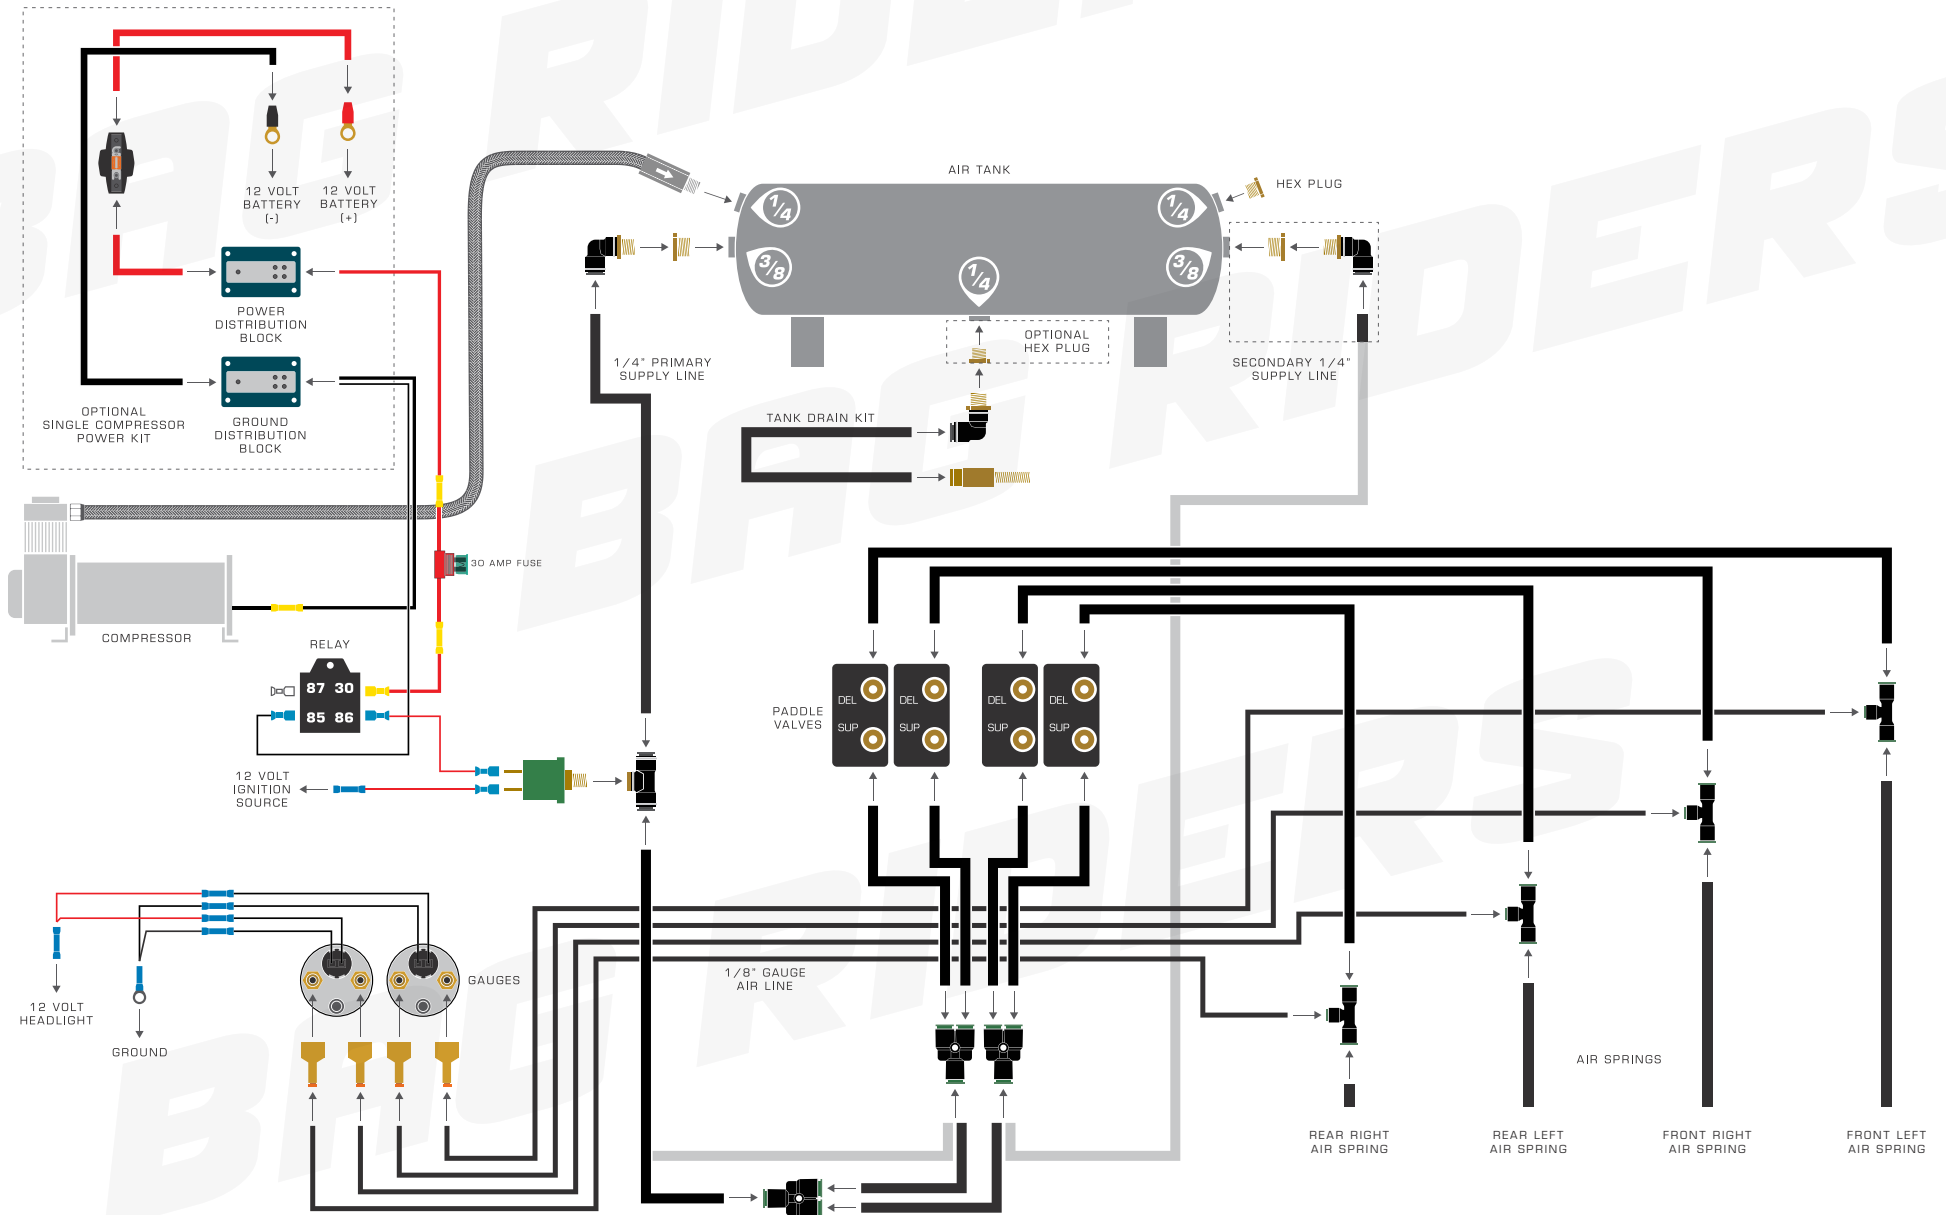 BAG RIDERS
BAG RIDERS
BAG RIDERS
BAG RIDERS
12 VOLT
BATTERY
(-)
12 VOLT
BATTERY
(+)
POWER
DISTRIBUTION
BLOCK
GROUND
DISTRIBUTION
BLOCK
OPTIONAL
SINGLE COMPRESSOR
POWER KIT
AIR TANK
1/4
3/8
1/4
1/4
3/8
HEX PLUG
OPTIONAL
HEX PLUG
1/4" PRIMARY
SUPPLY LINE
SECONDARY 1/4"
SUPPLY LINE
TANK DRAIN KIT
30 AMP FUSE
COMPRESSOR
RELAY
87 30
85 86
12 VOLT
IGNITION
SOURCE
PADDLE
VALVES
DEL
SUP
DEL
SUP
DEL
SUP
DEL
SUP
GAUGES
1/8" GAUGE
AIR LINE
12 VOLT
HEADLIGHT
GROUND
AIR SPRINGS
REAR RIGHT
AIR SPRING
REAR LEFT
AIR SPRING
FRONT RIGHT
AIR SPRING
FRONT LEFT
AIR SPRING